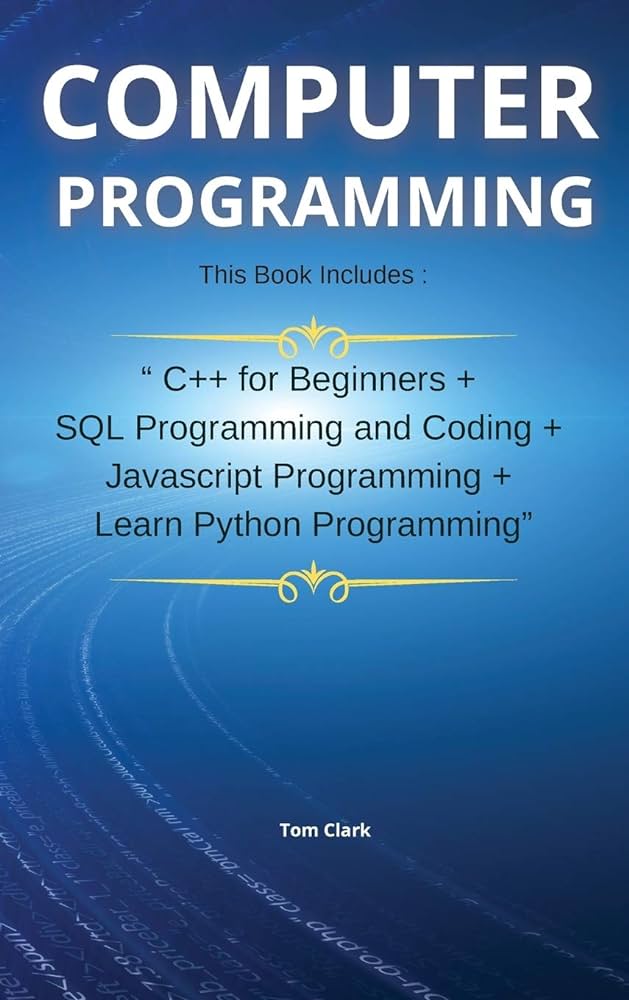 COMPUTER
PROGRAMMING
This Book Includes :
“ C++ for Beginners +
SQL Programming and Coding +
Javascript Programming +
Learn Python Programming”
Tom Clark